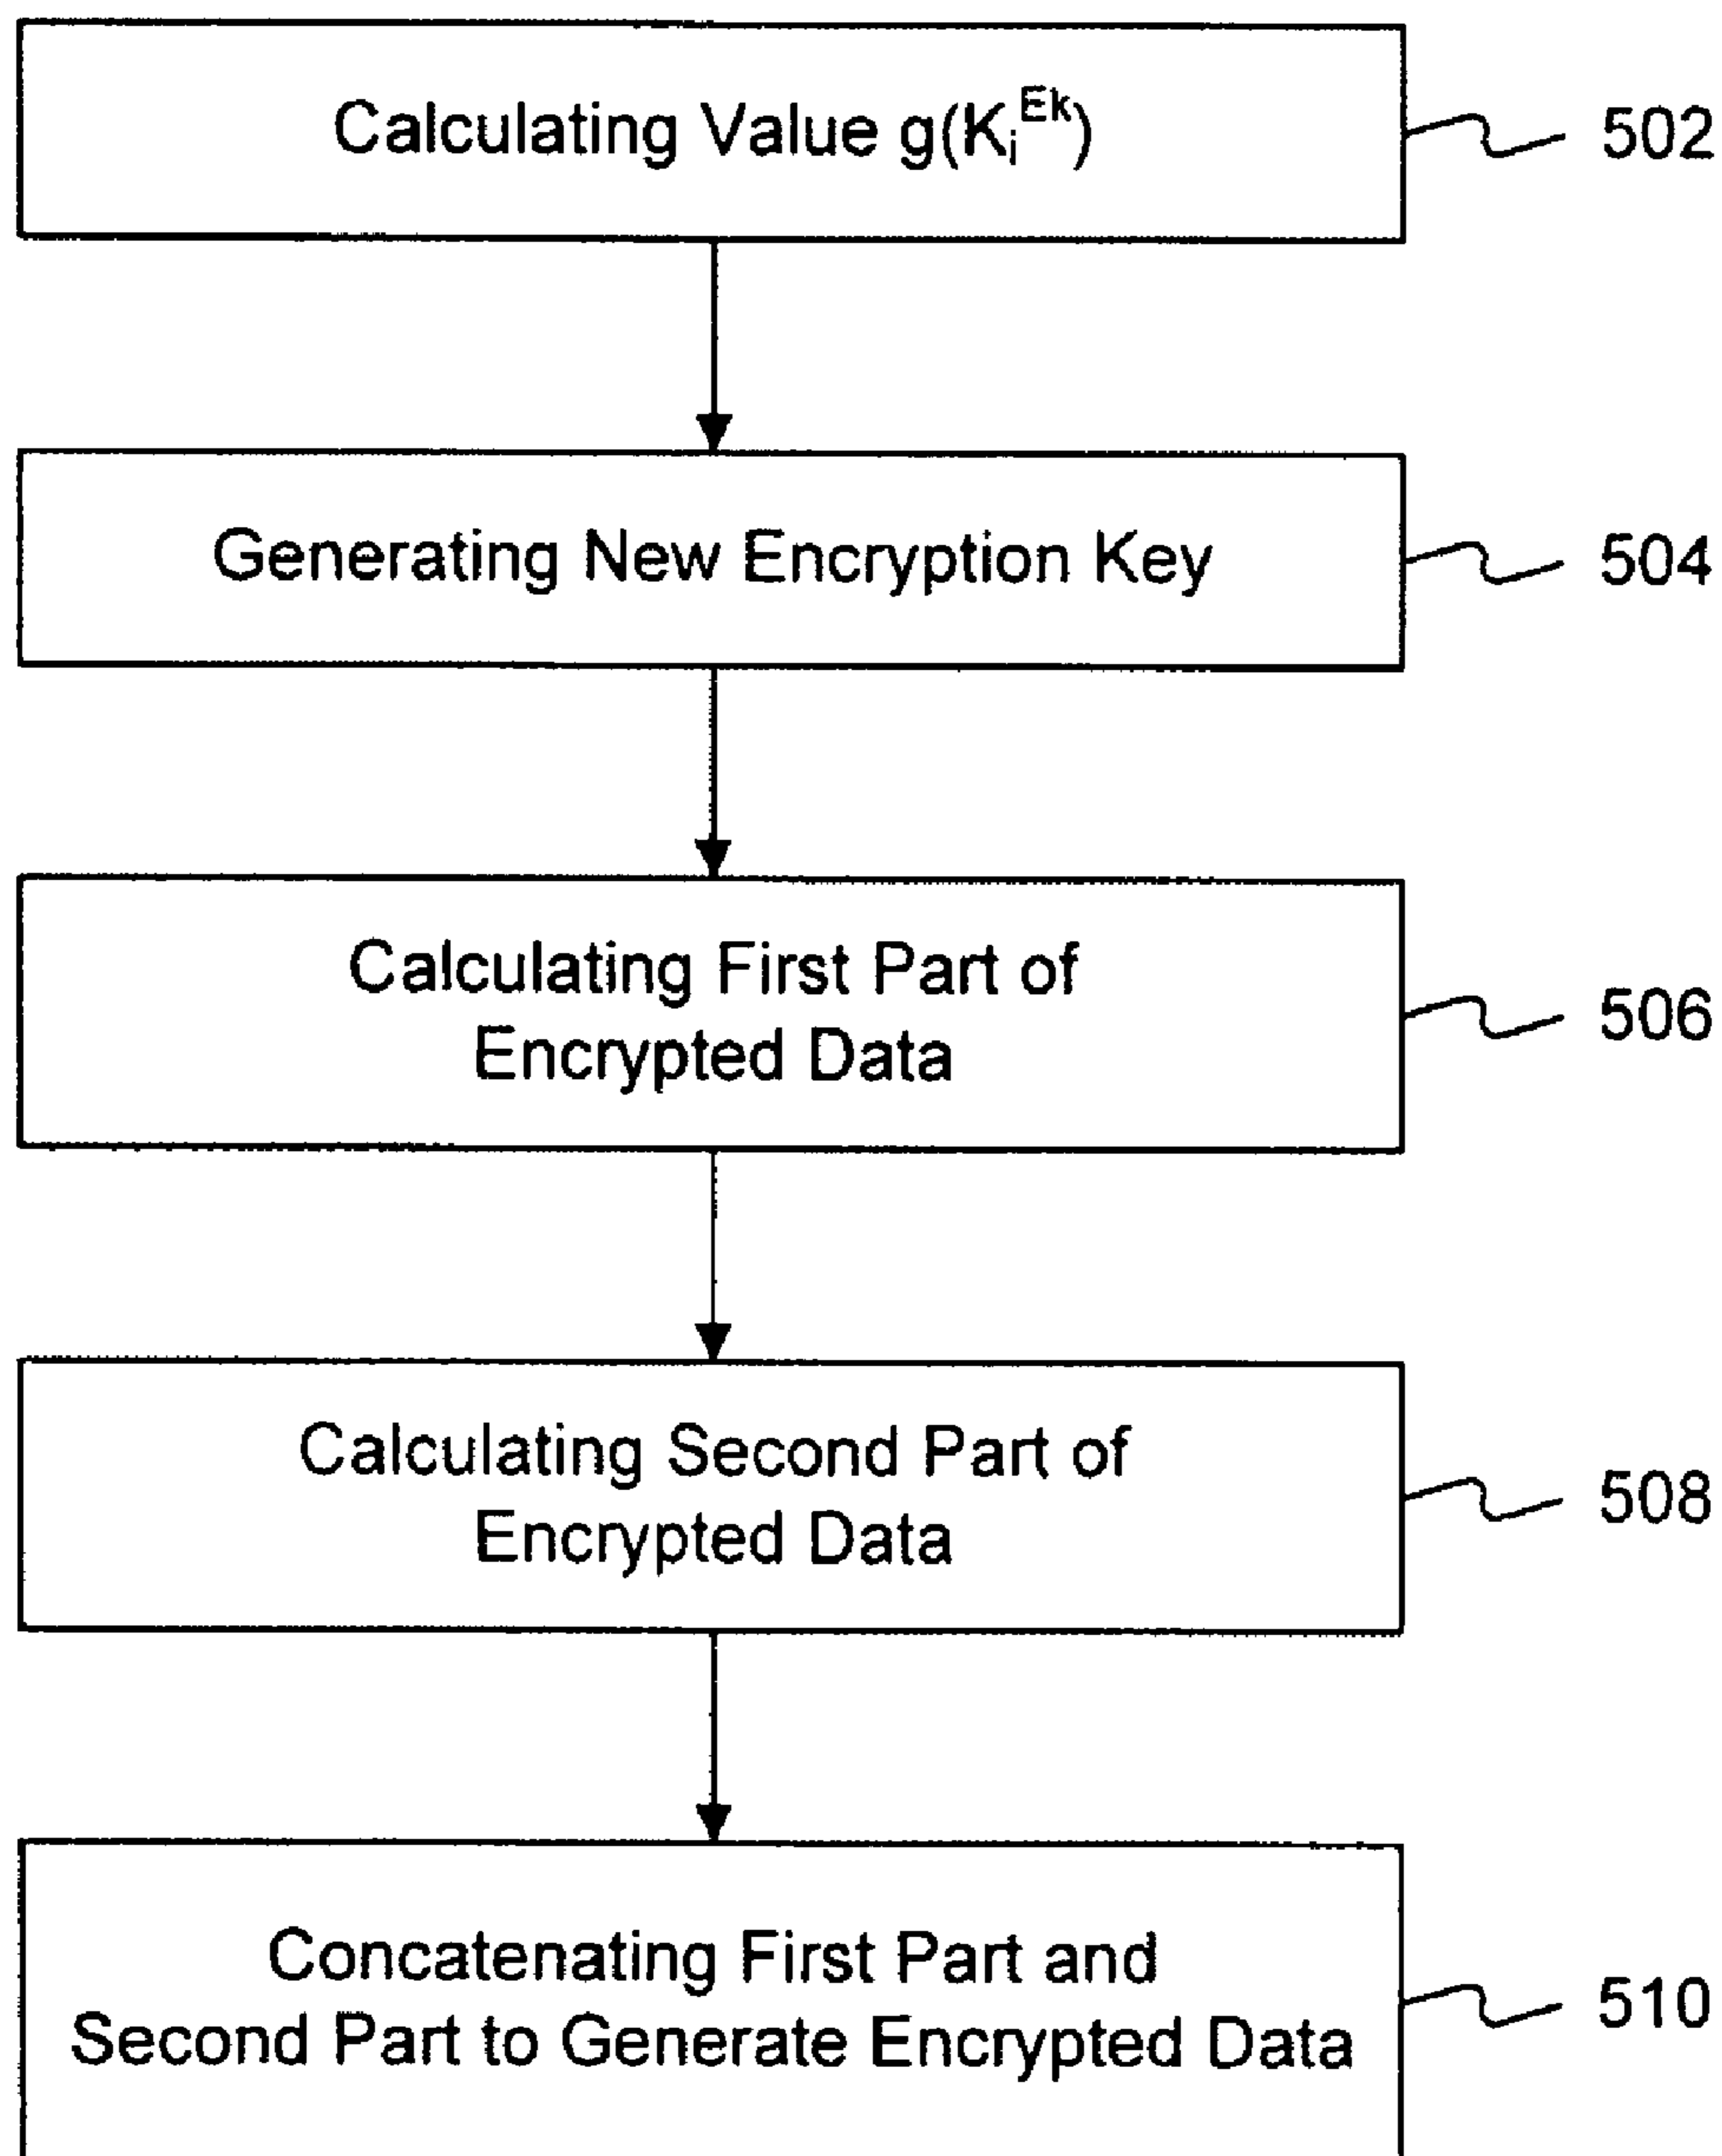 Calculating Value g(K_i^Ek)
502
Generating New Encryption Key
504
Calculating First Part of
Encrypted Data
506
Calculating Second Part of
Encrypted Data
508
Concatenating First Part and
Second Part to Generate Encrypted Data
510